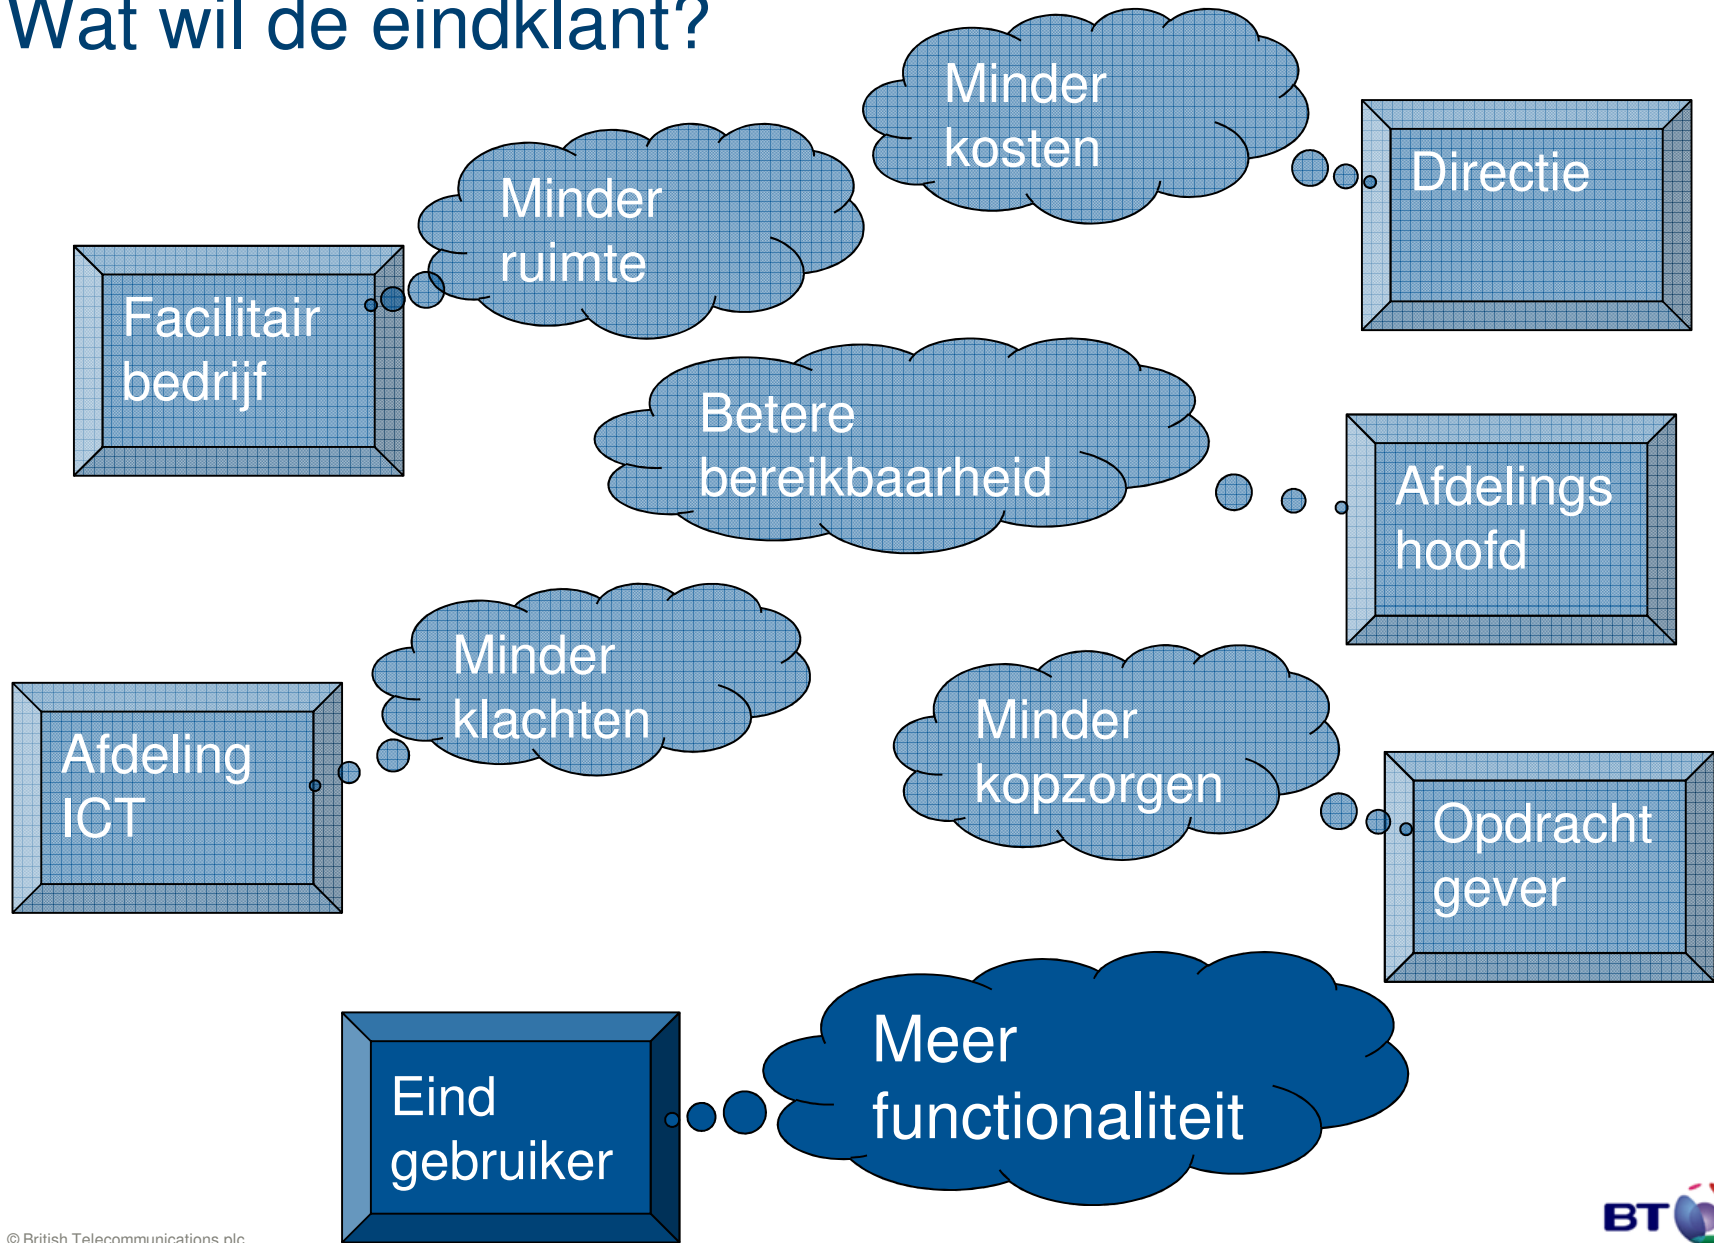 Wat wil de eindklant?
Minder
kosten
Directie
Minder
ruimte
Facilitair
bedrijf
Betere
bereikbaarheid
Afdelings
hoofd
Minder
klachten
Afdeling
ICT
Minder
kopzorgen
Opdracht
gever
Meer
functionaliteit
Eind
gebruiker
BT
© British Telecommunications plc